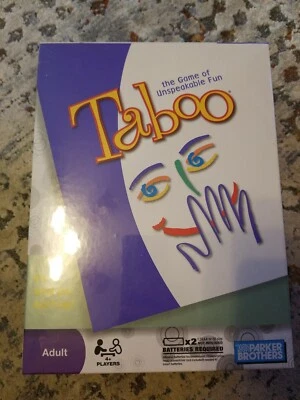 the Game of
Unspeakable Fun
Taboo
Adult
4+
PLAYERS
x2
BATTERIES REQUIRED
PARKER
BROTHERS